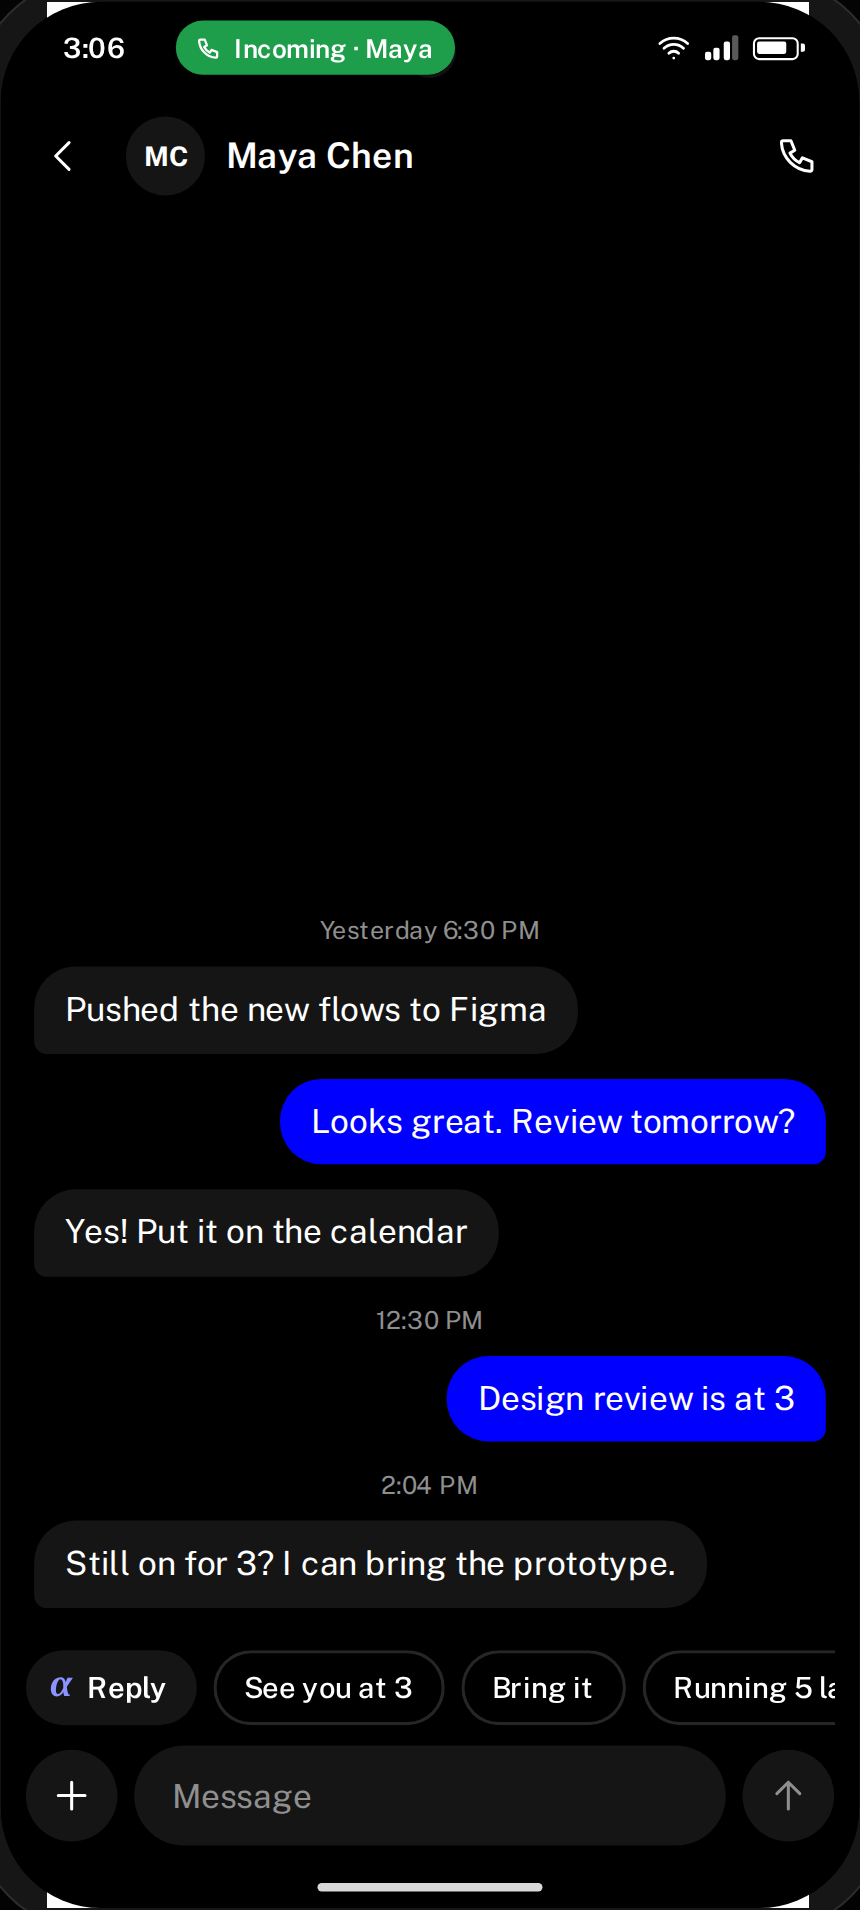 3:06
Incoming · Maya
MC
Maya Chen
Yesterday 6:30 PM
Pushed the new flows to Figma
Looks great. Review tomorrow?
Yes! Put it on the calendar
12:30 PM
Design review is at 3
2:04 PM
Still on for 3? I can bring the prototype.
α Reply
See you at 3
Bring it
Running 5 la
Message